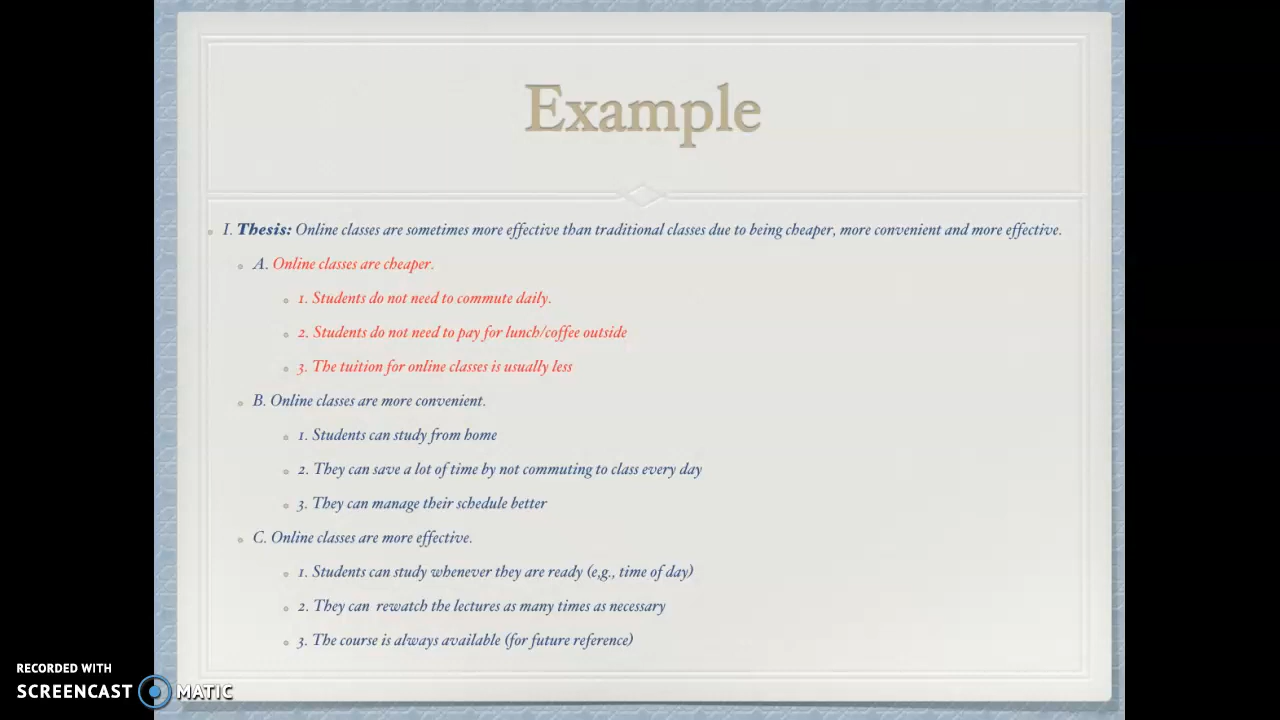 Example
I. Thesis: Online classes are sometimes more effective than traditional classes due to being cheaper, more convenient and more effective.
A. Online classes are cheaper.
1. Students do not need to commute daily.
2. Students do not need to pay for lunch/coffee outside
3. The tuition for online classes is usually less
B. Online classes are more convenient.
1. Students can study from home
2. They can save a lot of time by not commuting to class every day
3. They can manage their schedule better
C. Online classes are more effective.
1. Students can study whenever they are ready (e,g., time of day)
2. They can  rewatch the lectures as many times as necessary
3. The course is always available (for future reference)
RECORDED WITH
SCREENCAST MATIC